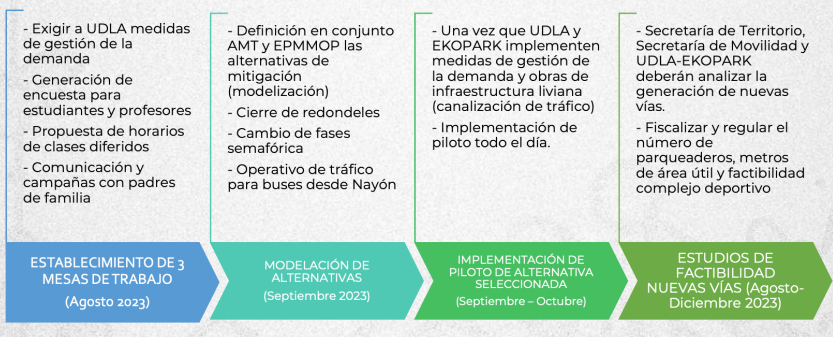 - Exigir a UDLA medidas
de gestión de la
demanda
- Generación de
encuesta para
estudiantes y profesores
- Propuesta de horarios
de clases diferidos
- Comunicación y
campañas con padres
de familia
ESTABLECIMIENTO DE 3
MESAS DE TRABAJO
(Agosto 2023)
- Definición en conjunto
AMT y EPMMOP las
alternativas de
mitigación
(modelización)
- Cierre de redondeles
- Cambio de fases
semafórica
- Operativo de tráfico
para buses desde Nayón
MODELACIÓN DE
ALTERNATIVAS
(Septiembre 2023)
- Una vez que UDLA y
EKOPARK implementen
medidas de gestión de
la demanda y obras de
infraestructura liviana
(canalización de tráfico)
- Implementación de
piloto todo el día.
IMPLEMENTACIÓN DE
PILOTO DE ALTERNATIVA
SELECCIONADA
(Septiembre – Octubre)
- Secretaría de Territorio,
Secretaría de Movilidad y
UDLA-EKOPARK
deberán analizar la
generación de nuevas
vías.
- Fiscalizar y regular el
número de
parqueaderos, metros
de área útil y factibilidad
complejo deportivo
ESTUDIOS DE
FACTIBILIDAD
NUEVAS VÍAS (Agosto-
Diciembre 2023)